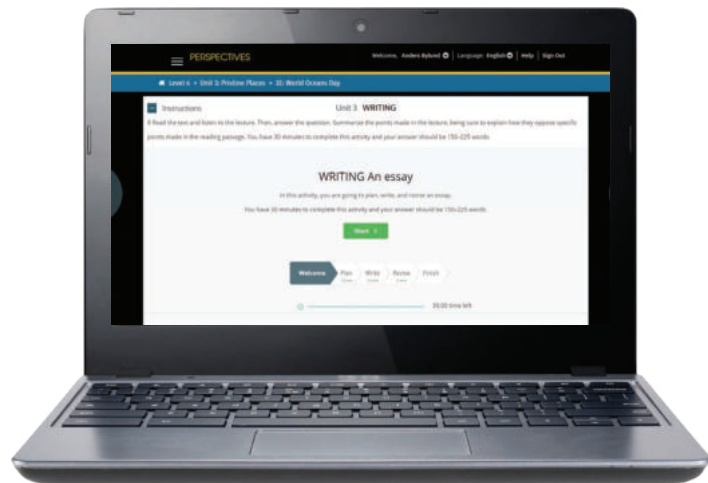 PERSPECTIVES
Welcome, Anders Bylund | Language: English | Help | Sign Out
Level 6 • Unit 3: Pristine Places • 3E: World Oceans Day
Instructions
Unit 3 WRITING
Read the text and listen to the lecture. Then, answer the question. Summarize the points made in the lecture, being sure to explain how they oppose specific
points made in the reading passage. You have 30 minutes to complete this activity and your answer should be 150-225 words.
WRITING An essay
In this activity, you are going to plan, write, and revise an essay.
You have 30 minutes to complete this activity and your answer should be 150-225 words.
Start
Welcome Plan Write Review Finish
30:00 time left